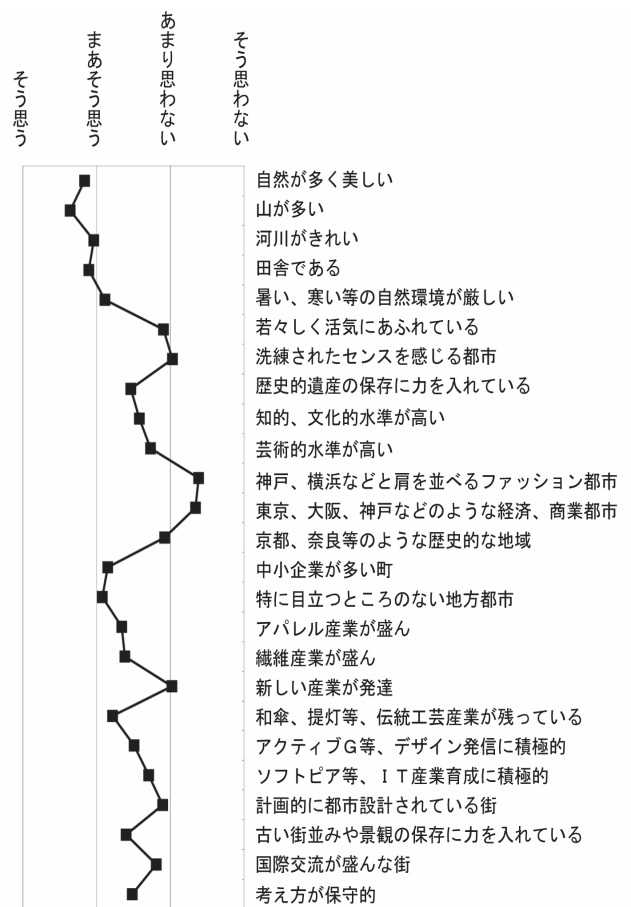 そう思う
まあそう思う
あまり思わない
そう思わない
自然が多く美しい
山が多い
河川がきれい
田舎である
暑い、寒い等の自然環境が厳しい
若々しく活気にあふれている
洗練されたセンスを感じる都市
歴史的遺産の保存に力を入れている
知的、文化的水準が高い
芸術的水準が高い
神戸、横浜などと肩を並べるファッション都市
東京、大阪、神戸などのような経済、商業都市
京都、奈良等のような歴史的な地域
中小企業が多い町
特に目立つところのない地方都市
アパレル産業が盛ん
繊維産業が盛ん
新しい産業が発達
和傘、提灯等、伝統工芸産業が残っている
アクティブＧ等、デザイン発信に積極的
ソフトピア等、ＩＴ産業育成に積極的
計画的に都市設計されている街
古い街並みや景観の保存に力を入れている
国際交流が盛んな街
考え方が保守的